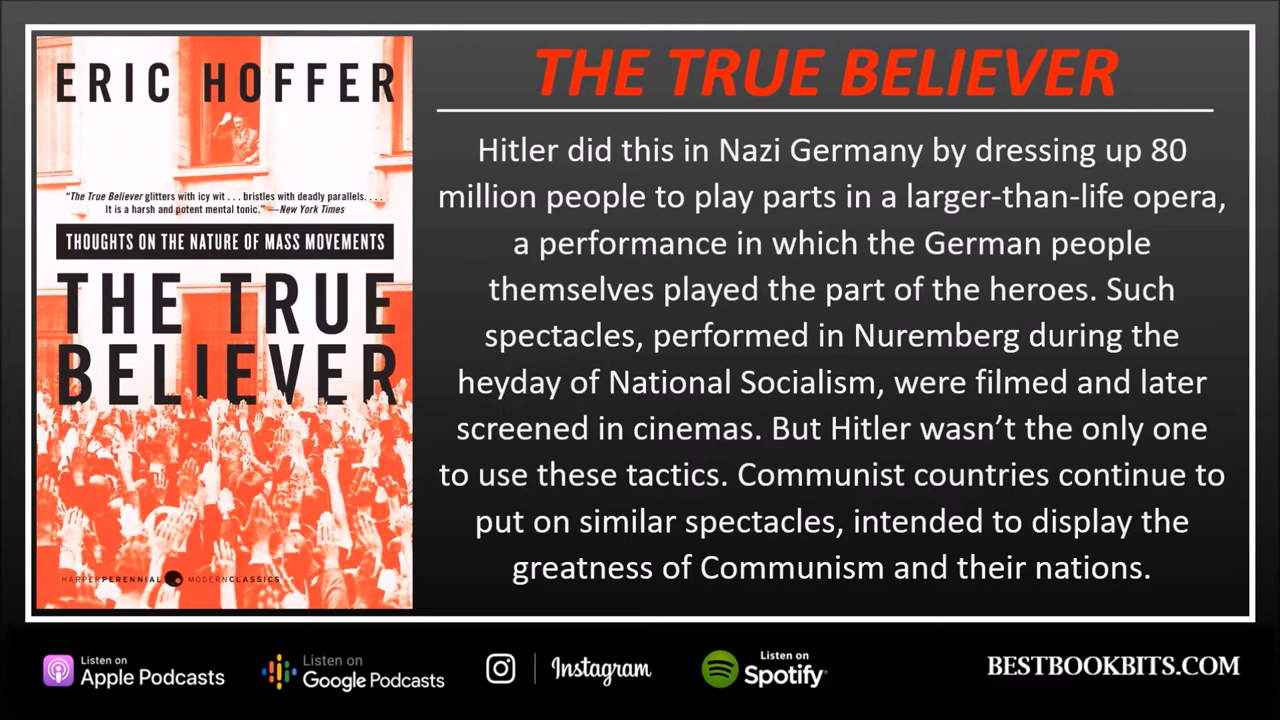 ERIC HOFFER
"The True Believer glitters with icy wit . . . bristles with deadly parallels. . . .
It is a harsh and potent mental tonic." —New York Times
THOUGHTS ON THE NATURE OF MASS MOVEMENTS
THE TRUE
BELIEVER
HARPERPERENNIAL MODERNCLASSICS
THE TRUE BELIEVER
Hitler did this in Nazi Germany by dressing up 80
million people to play parts in a larger-than-life opera,
a performance in which the German people
themselves played the part of the heroes. Such
spectacles, performed in Nuremberg during the
heyday of National Socialism, were filmed and later
screened in cinemas. But Hitler wasn't the only one
to use these tactics. Communist countries continue to
put on similar spectacles, intended to display the
greatness of Communism and their nations.
Listen on
Apple Podcasts
Listen on
Google Podcasts
Instagram
Listen on
Spotify
BESTBOOKBITS.COM